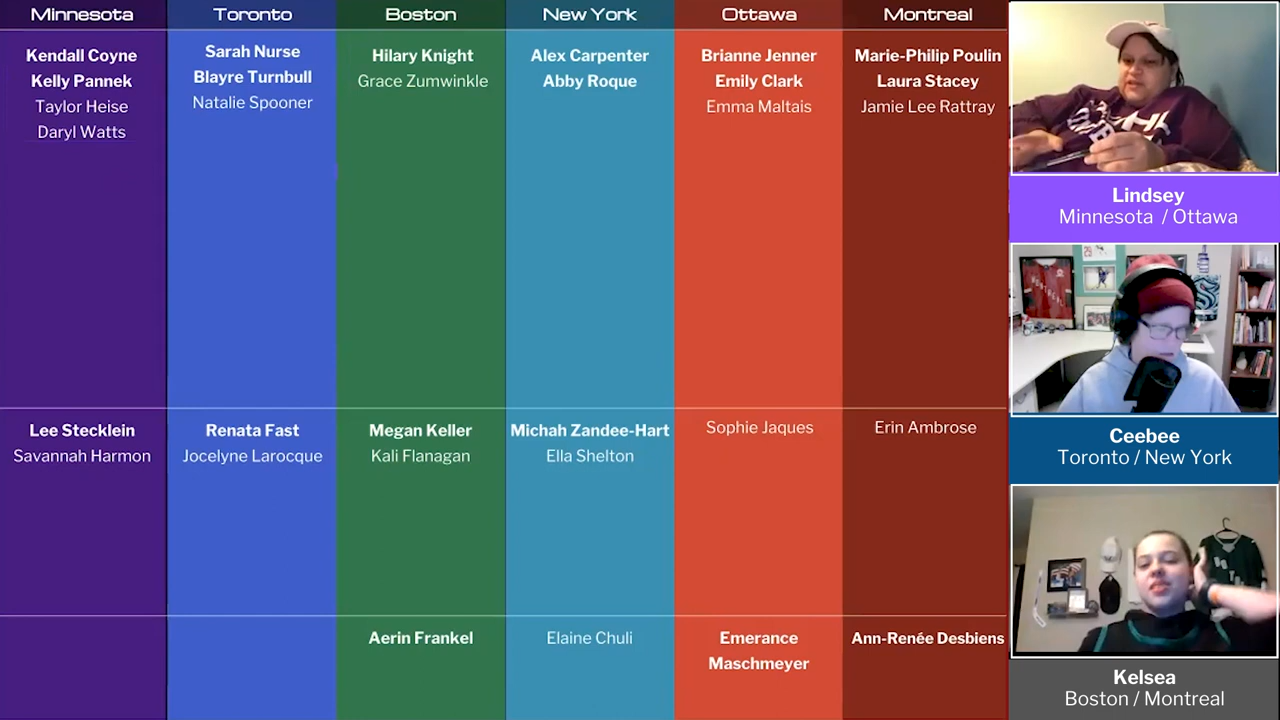 Minnesota
Toronto
Boston
New York
Ottawa
Montreal
Kendall Coyne
Kelly Pannek
Taylor Heise
Daryl Watts
Sarah Nurse
Blayre Turnbull
Natalie Spooner
Hilary Knight
Grace Zumwinkle
Alex Carpenter
Abby Roque
Brianne Jenner
Emily Clark
Emma Maltais
Marie-Philip Poulin
Laura Stacey
Jamie Lee Rattray
Lee Stecklein
Savannah Harmon
Renata Fast
Jocelyne Larocque
Megan Keller
Kali Flanagan
Micah Zandee-Hart
Ella Shelton
Sophie Jaques
Erin Ambrose
Aerin Frankel
Elaine Chuli
Emerance
Maschmeyer
Ann-Renée Desbiens
Lindsey
Minnesota / Ottawa
Ceebee
Toronto / New York
Kelsea
Boston / Montreal